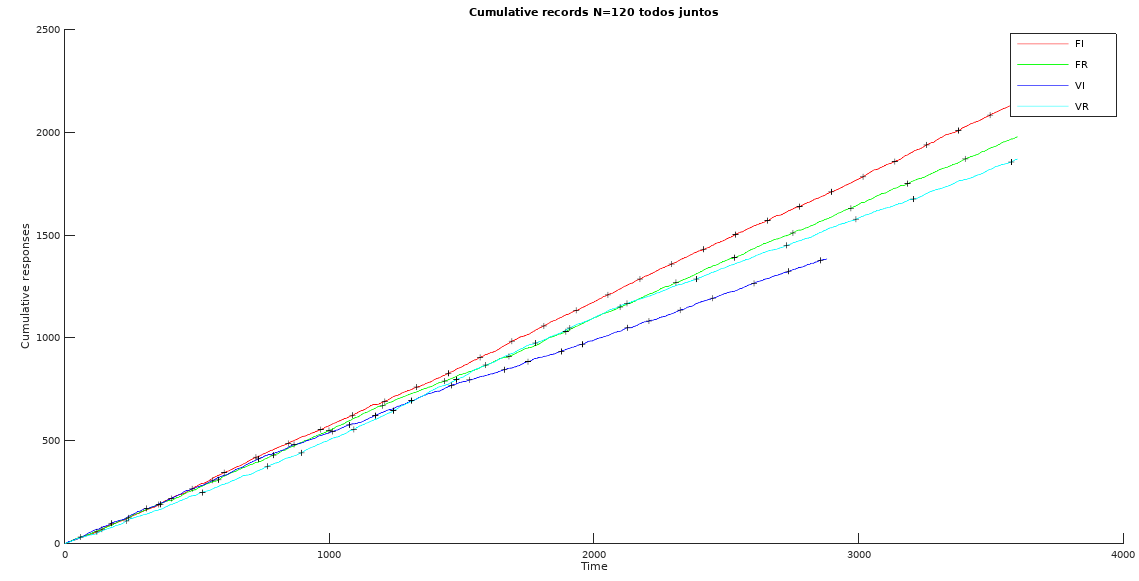 Cumulative records N=120 todos juntos
2500
2000
1500
1000
500
0
Cumulative responses
0 1000 2000 3000 4000
Time
FI
FR
VI
VR